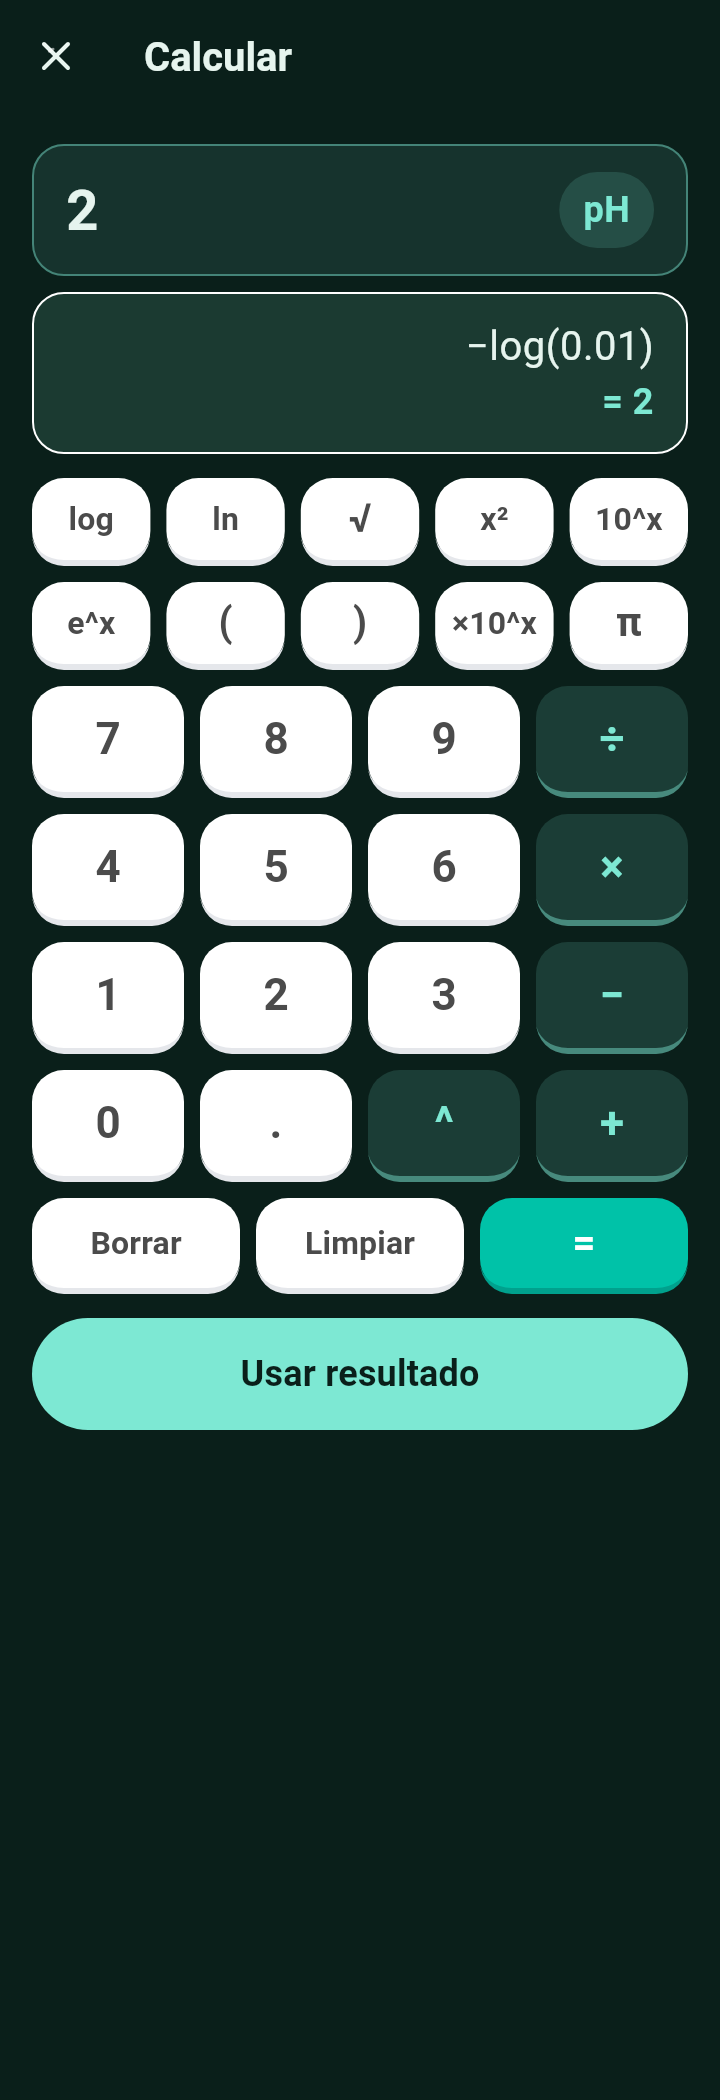 Calcular
2 pH
−log(0.01)
= 2
log ln √ x² 10^x
e^x ( ) ×10^x π
7 8 9 ÷
4 5 6 ×
1 2 3 −
0 . ^ +
Borrar Limpiar =
Usar resultado